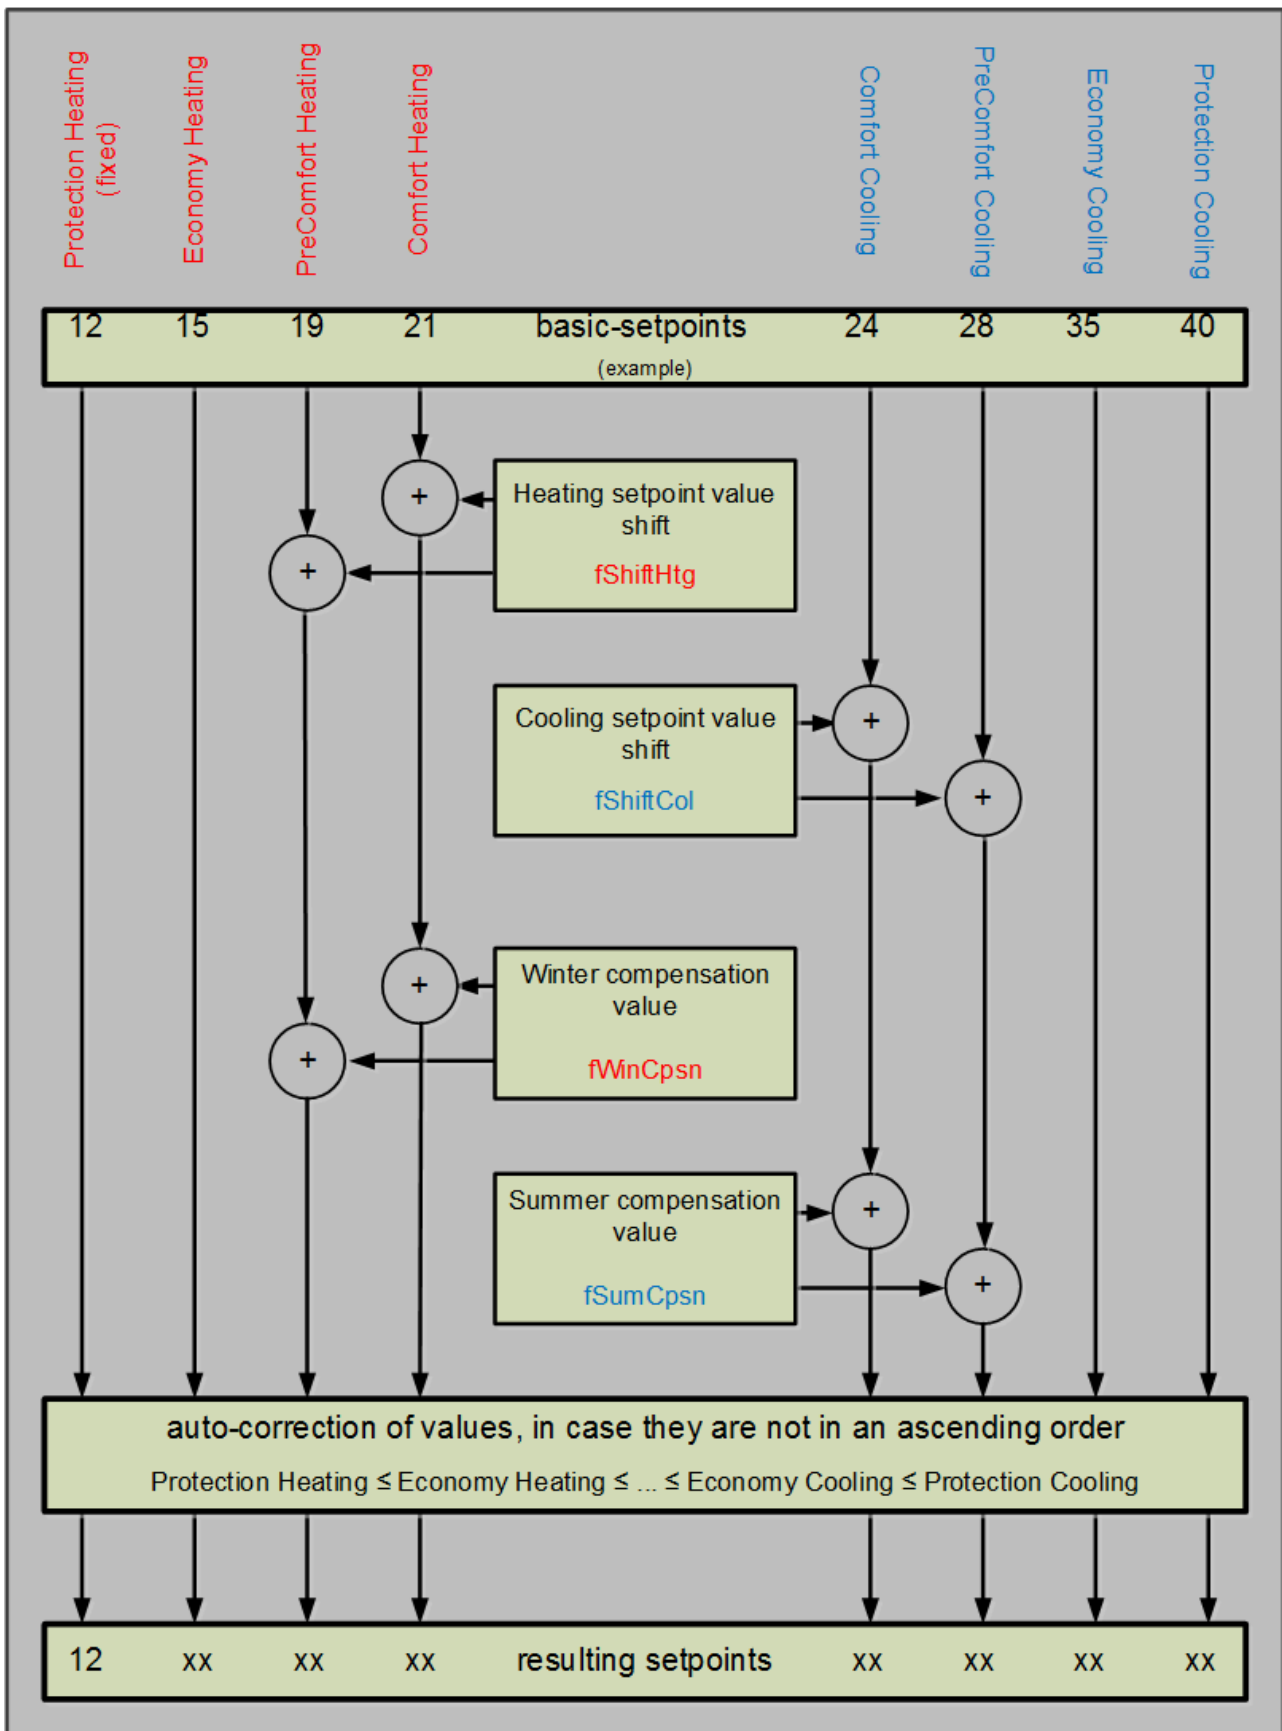 Protection Heating
(fixed)
Economy Heating
PreComfort Heating
Comfort Heating
Comfort Cooling
PreComfort Cooling
Economy Cooling
Protection Cooling
12 15 19 21 basic-setpoints 24 28 35 40
(example)
+
Heating setpoint value
shift
+
fShiftHtg
Cooling setpoint value
shift
+
fShiftCol
+
Winter compensation
value
+
+
fWinCpsn
Summer compensation
value
+
fSumCpsn
+
auto-correction of values, in case they are not in an ascending order
Protection Heating ≤ Economy Heating ≤ ... ≤ Economy Cooling ≤ Protection Cooling
12 xx xx xx resulting setpoints xx xx xx xx